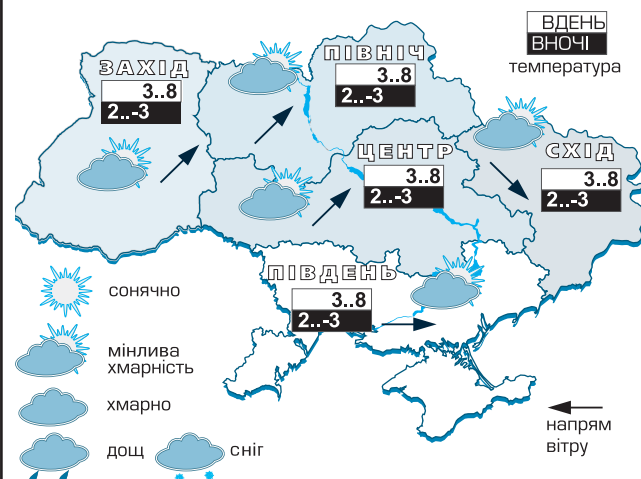 ВДЕНЬ
ВНОЧІ
температура
ЗАХІД
3..8
2..-3
ПІВНІЧ
3..8
2..-3
ЦЕНТР
3..8
2..-3
СХІД
3..8
2..-3
ПІВДЕНЬ
3..8
2..-3
сонячно
мінлива
хмарність
хмарно
дощ
сніг
напрям
вітру